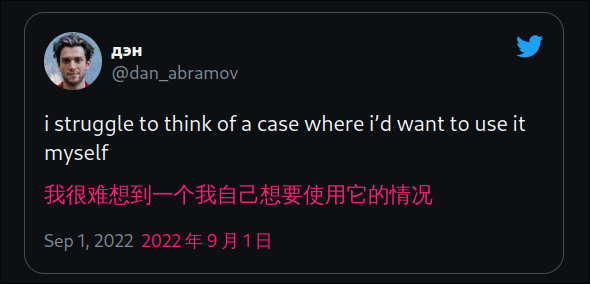 дэн
@dan_abramov
i struggle to think of a case where i’d want to use it
myself
我很难想到一个我自己想要使用它的情况
Sep 1, 2022 2022 年 9 月 1 日